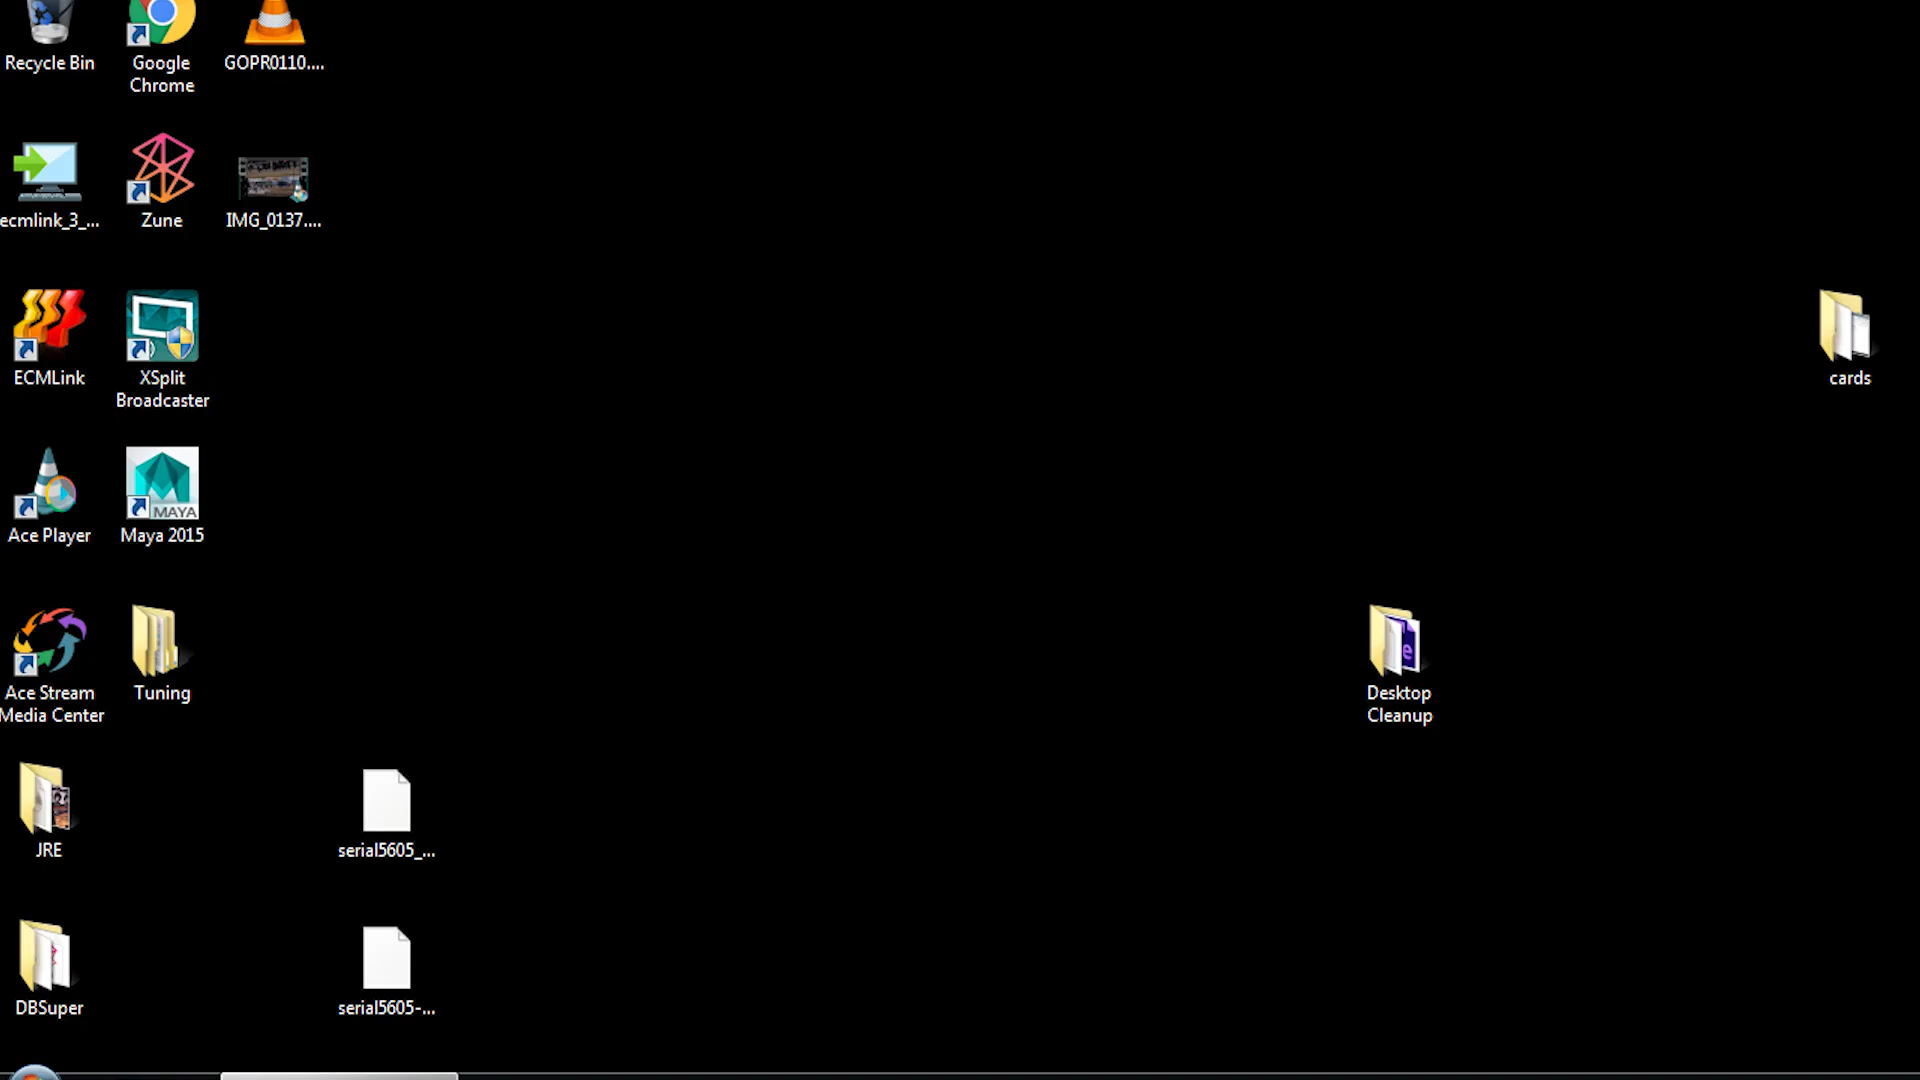 Recycle Bin
Google
Chrome
GOPR0110....
ecmlink_3_...
Zune
IMG_0137....
ECMLink
XSplit
Broadcaster
cards
Ace Player
MAYA
Maya 2015
Ace Stream
Media Center
Tuning
e
Desktop
Cleanup
JRE
serial5605_...
DBSuper
serial5605-...